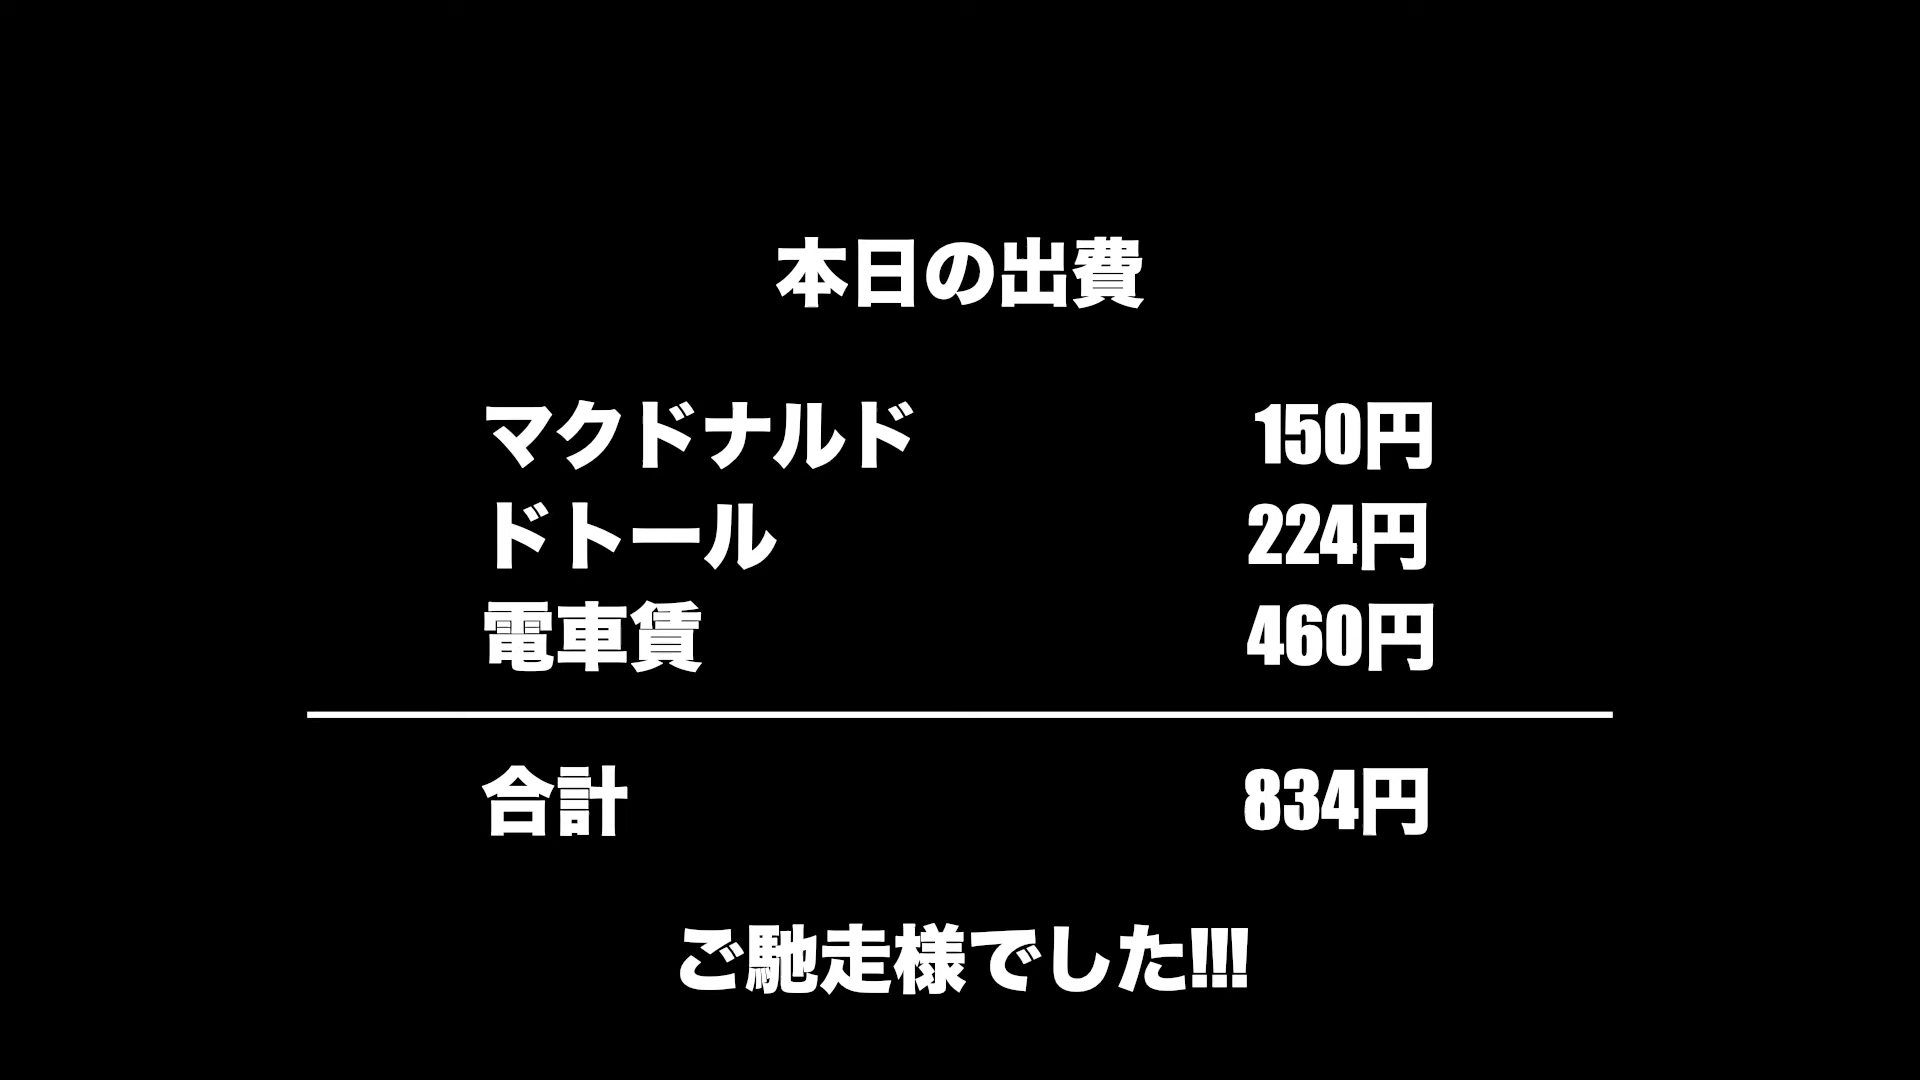 本日の出費
マクドナルド 150円
ドトール 224円
電車賃 460円
合計 834円
ご馳走様でした!!!